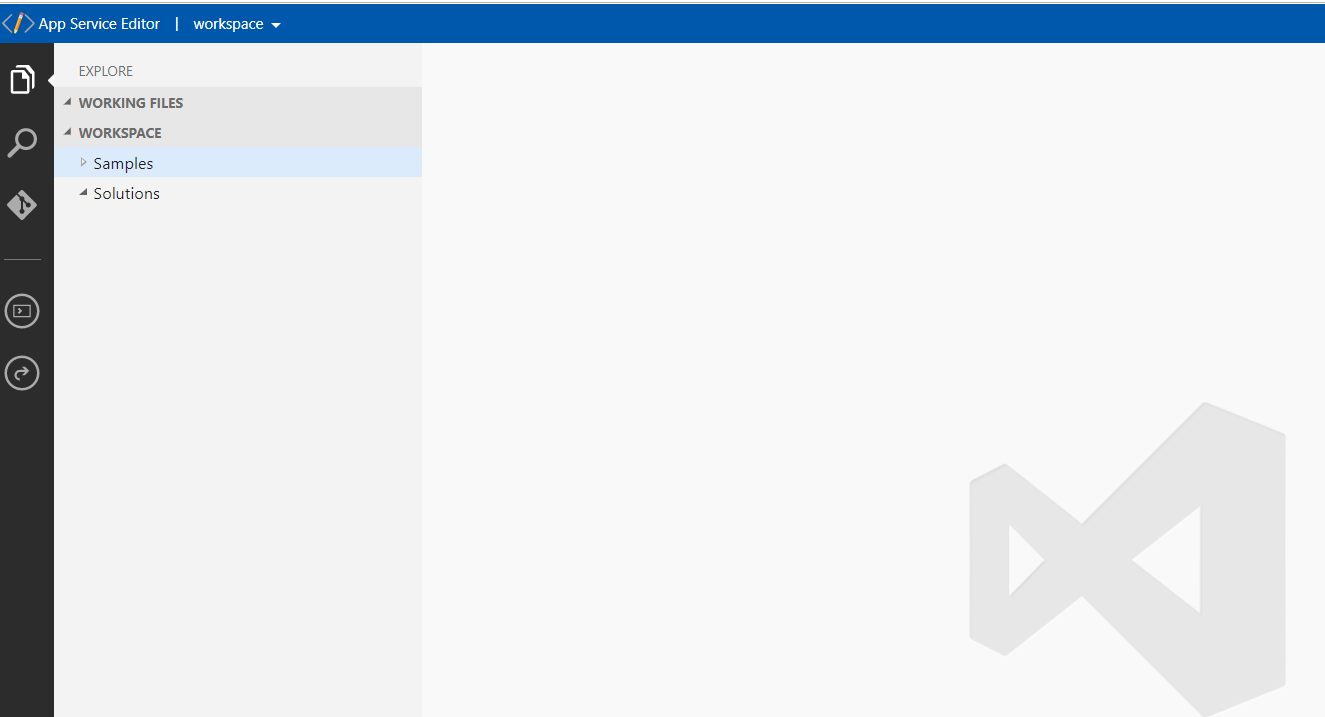 App Service Editor | workspace
EXPLORE
WORKING FILES
WORKSPACE
Samples
Solutions